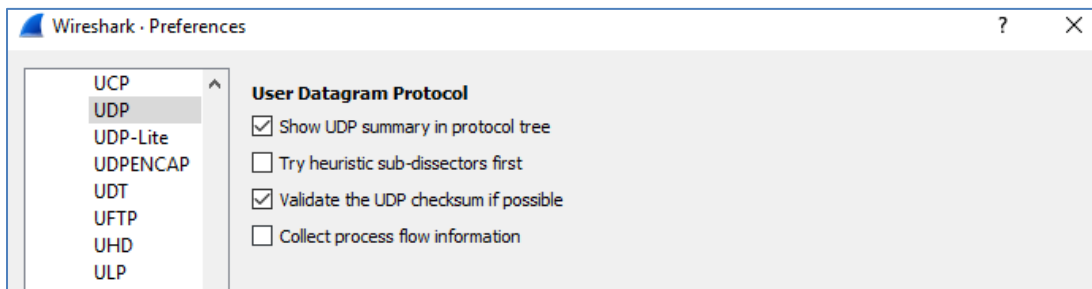 Wireshark · Preferences
? X
UCP
UDP
UDP-Lite
UDPENCAP
UDT
UFTP
UHD
ULP
User Datagram Protocol
Show UDP summary in protocol tree
Try heuristic sub-dissectors first
Validate the UDP checksum if possible
Collect process flow information